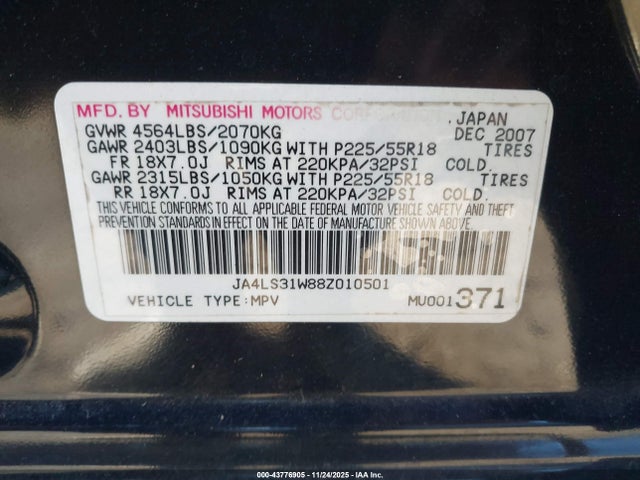 MFD. BY MITSUBISHI MOTORS CORPORATION, JAPAN
GVWR 4564LBS/2070KG DEC 2007
GAWR 2403LBS/1090KG WITH P225/55R18 TIRES
FR 18X7.0J RIMS AT 220KPA/32PSI COLD.
GAWR 2315LBS/1050KG WITH P225/55R18 TIRES
RR 18X7.0J RIMS AT 220KPA/32PSI COLD.
THIS VEHICLE CONFORMS TO ALL APPLICABLE FEDERAL MOTOR VEHICLE SAFETY AND THEFT
PREVENTION STANDARDS IN EFFECT ON THE DATE OF MANUFACTURE SHOWN ABOVE.
JA4LS31W88Z010501
VEHICLE TYPE:MPV MU001371
000-43776905 - 11/24/2025 - IAA Inc.